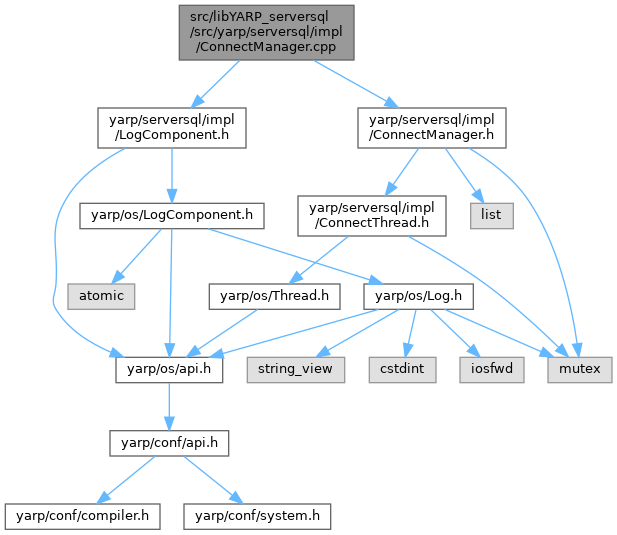 src/libYARP_serversql
/src/yarp/serversql/impl
/ConnectManager.cpp
yarp/serversql/impl
/LogComponent.h
yarp/serversql/impl
/ConnectManager.h
yarp/os/LogComponent.h
yarp/serversql/impl
/ConnectThread.h
list
atomic
yarp/os/Thread.h
yarp/os/Log.h
yarp/os/api.h
string_view
cstdint
iosfwd
mutex
yarp/conf/api.h
yarp/conf/compiler.h
yarp/conf/system.h